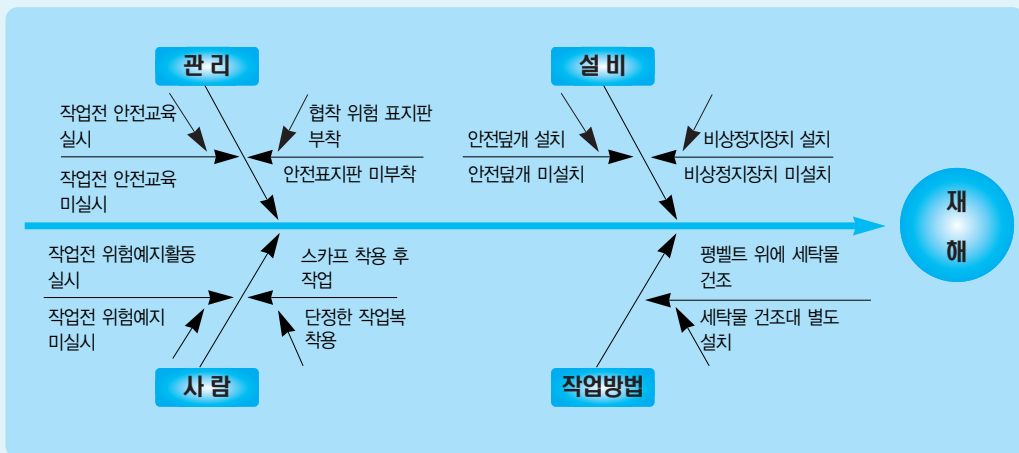 관 리
설 비
작업전 안전교육
실시
협착 위험 표지판
부착
안전덮개 설치
비상정지장치 설치
작업전 안전교육
미실시
안전표지판 미부착
안전덮개 미설치
비상정지장치 미설치
재
해
작업전 위험예지활동
실시
스카프 착용 후
작업
평벨트 위에 세탁물
건조
작업전 위험예지
미실시
단정한 작업복
착용
세탁물 건조대 별도
설치
사 람
작업방법